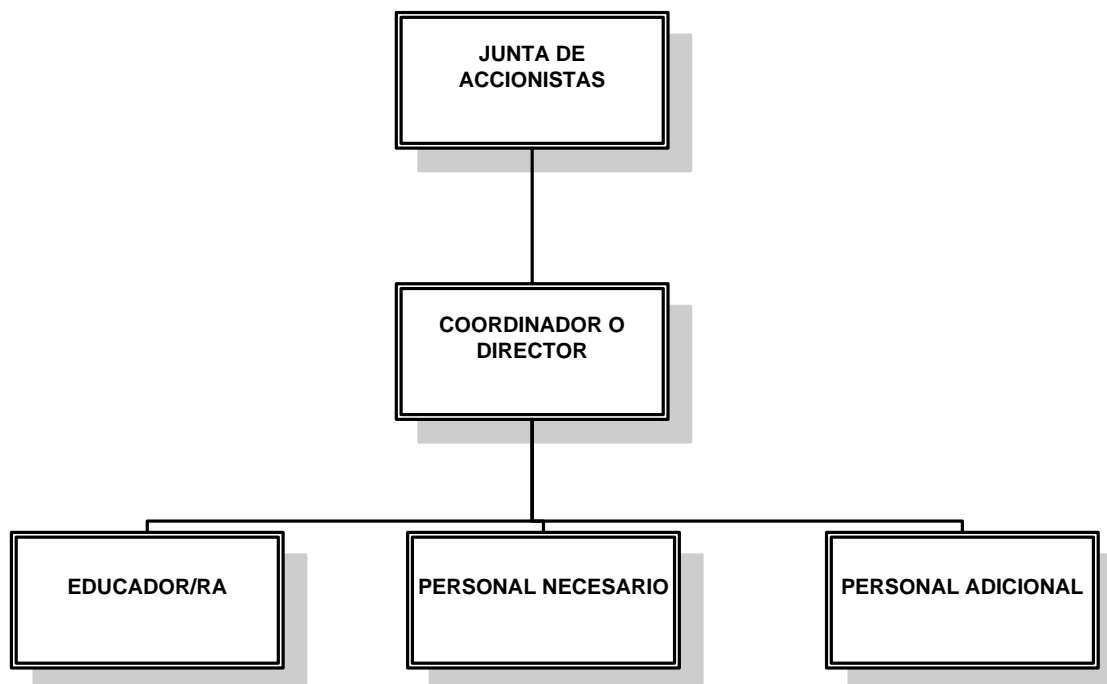 JUNTA DE
ACCIONISTAS
COORDINADOR O
DIRECTOR
EDUCADOR/RA
PERSONAL NECESARIO
PERSONAL ADICIONAL